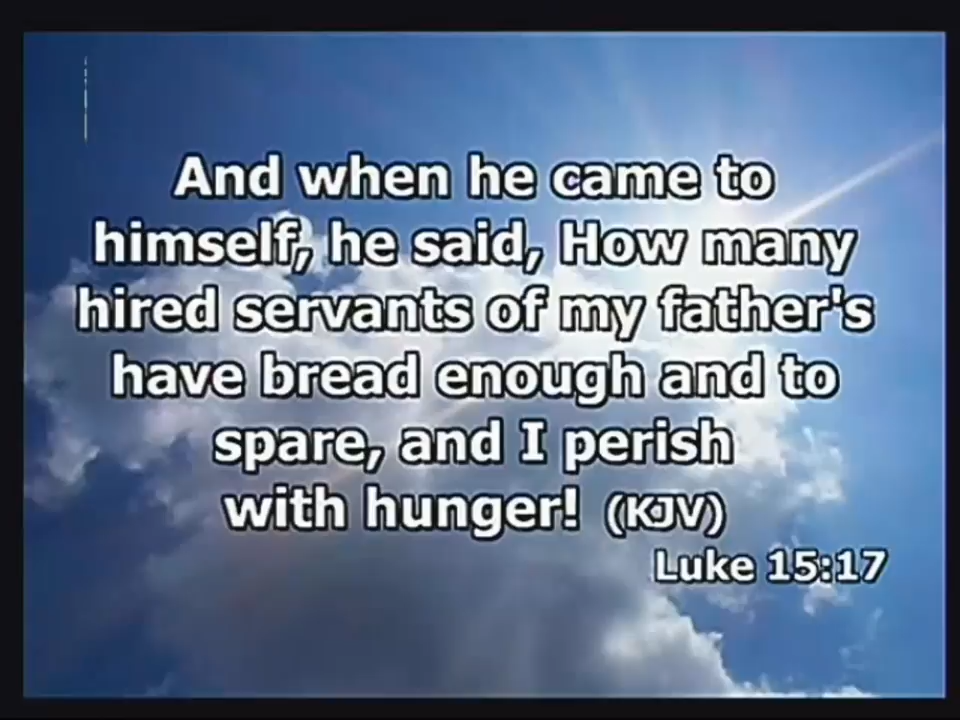 And when he came to
himself, he said, How many
hired servants of my father's
have bread enough and to
spare, and I perish
with hunger! (KJV)
Luke 15:17